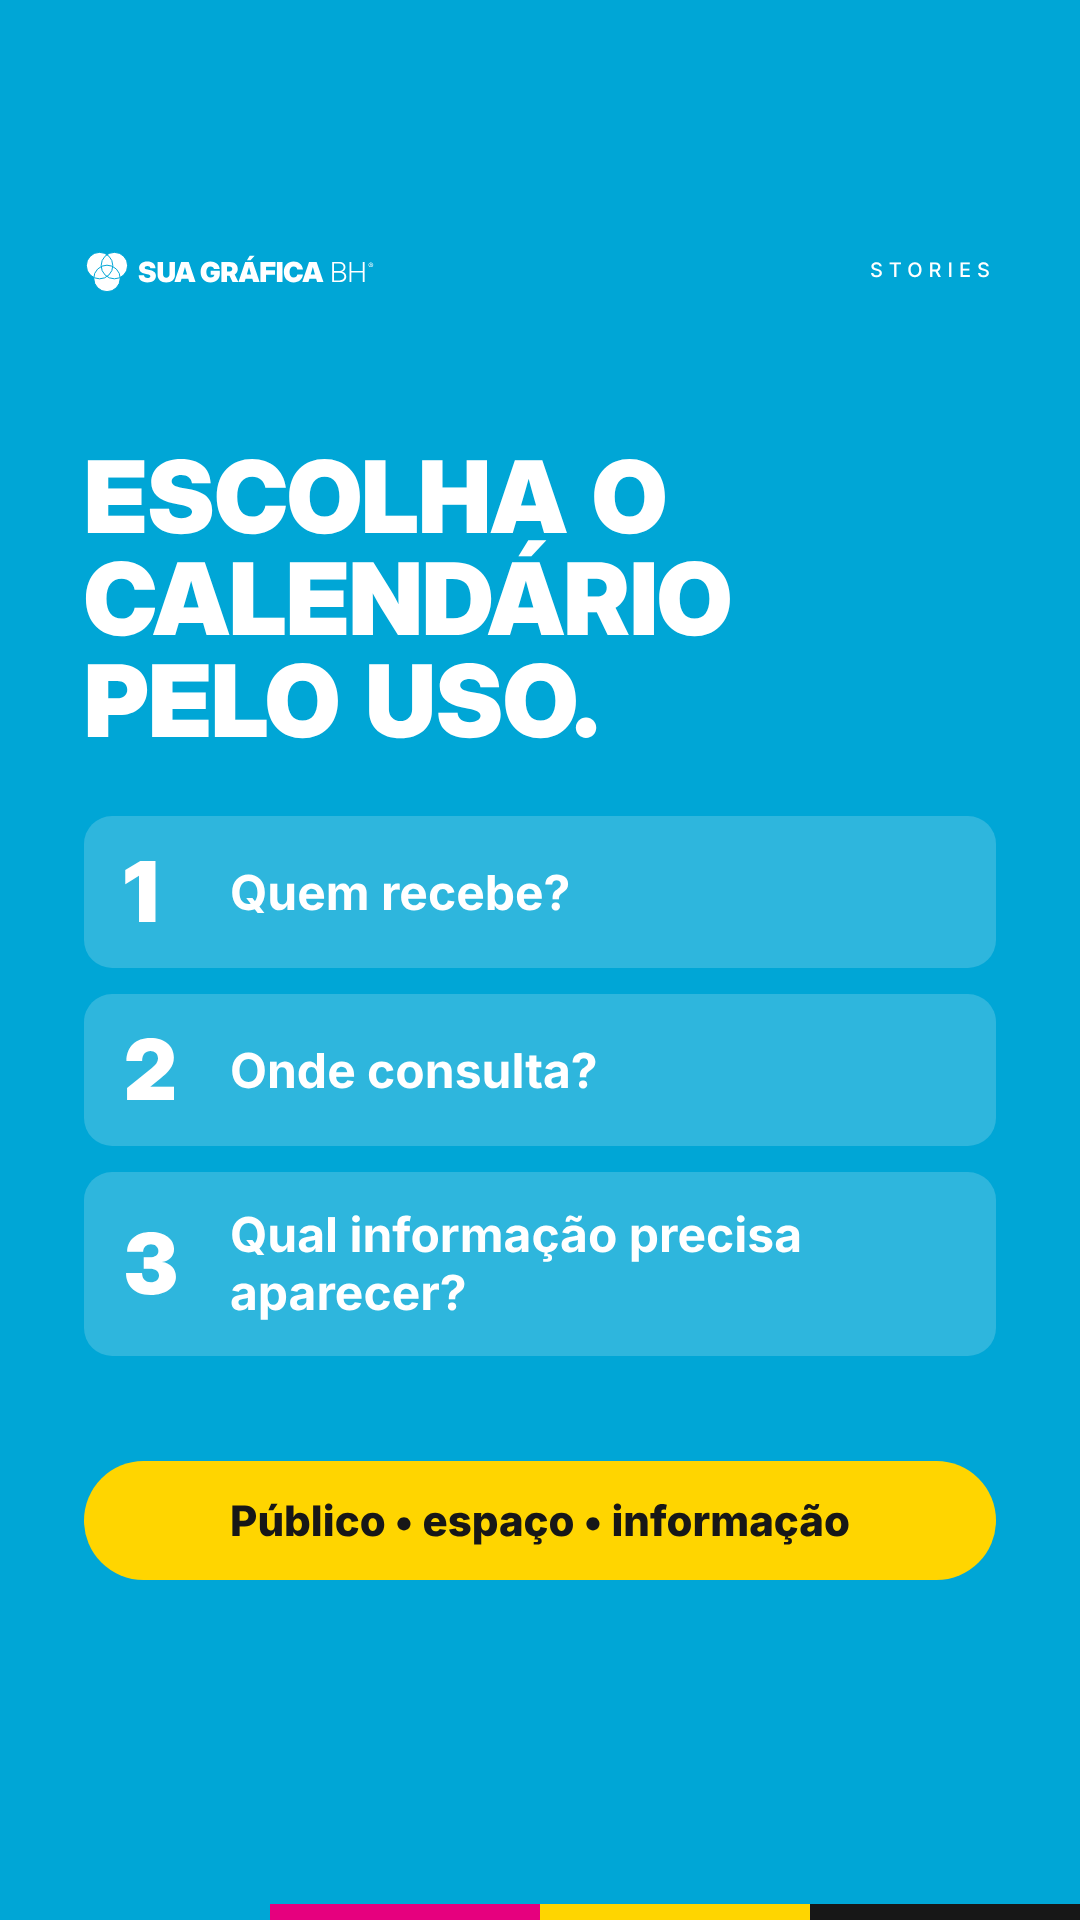 SUA GRÁFICA BH®
STORIES
ESCOLHA O
CALENDÁRIO
PELO USO.
1 Quem recebe?
2 Onde consulta?
3 Qual informação precisa
aparecer?
Público • espaço • informação